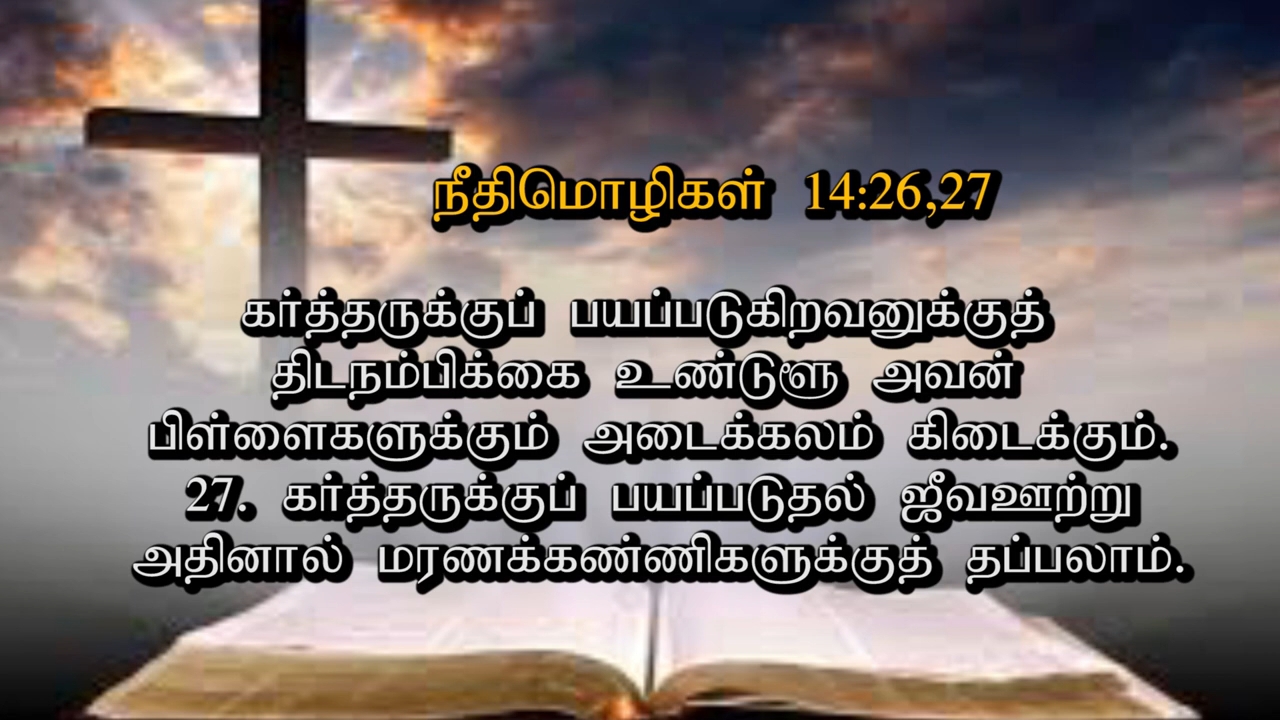 நீதிமொழிகள் 14:26,27
கர்த்தருக்குப் பயப்படுகிறவனுக்குத்
திடநம்பிக்கை உண்டுளூ அவன்
பிள்ளைகளுக்கும் அடைக்கலம் கிடைக்கும்.
27. கர்த்தருக்குப் பயப்படுதல் ஜீவஊற்று
அதினால் மரணக்கண்ணிகளுக்குத் தப்பலாம்.